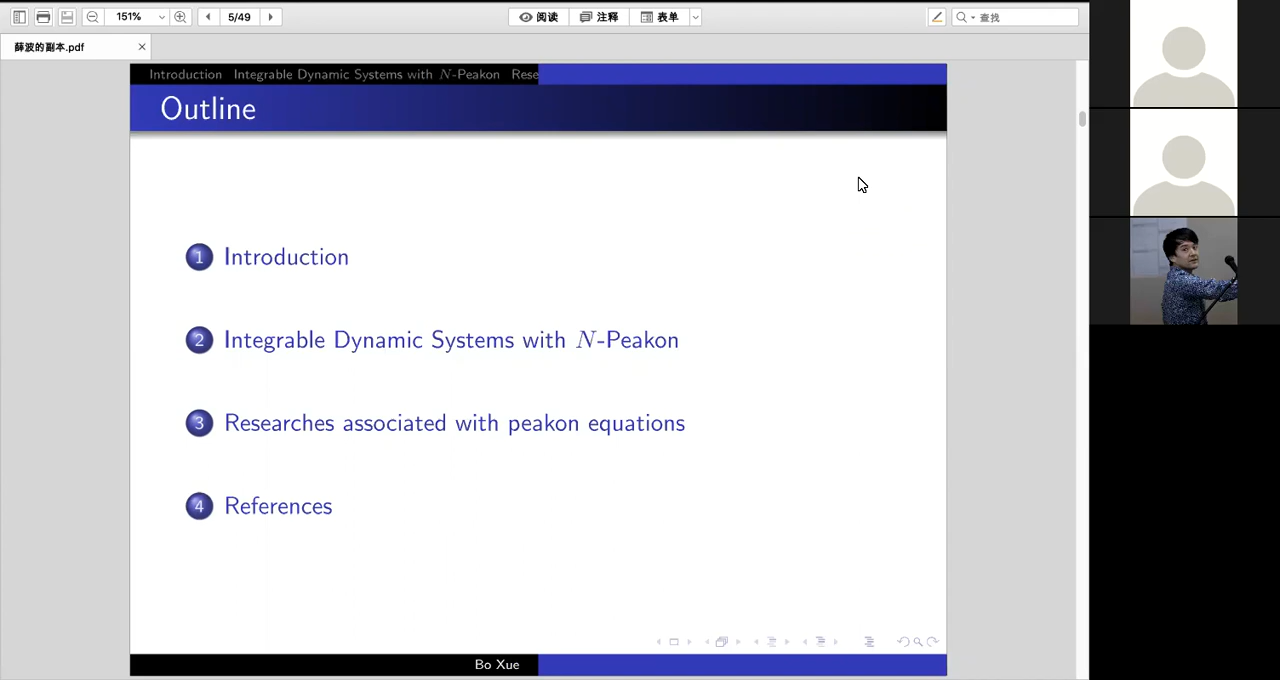 151%
5/49
阅读
注释
表单
查找
薛波的副本.pdf
Introduction Integrable Dynamic Systems with N-Peakon Rese
Outline
1 Introduction
2 Integrable Dynamic Systems with N-Peakon
3 Researches associated with peakon equations
4 References
Bo Xue